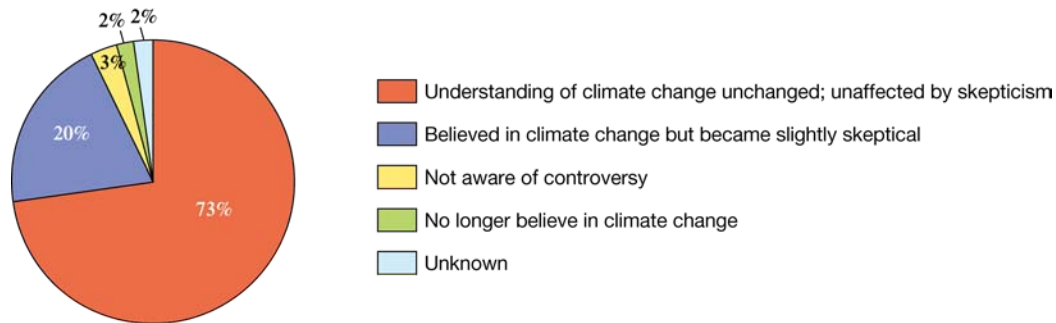 2% 2%
3%
20%
73%
Understanding of climate change unchanged; unaffected by skepticism
Believed in climate change but became slightly skeptical
Not aware of controversy
No longer believe in climate change
Unknown